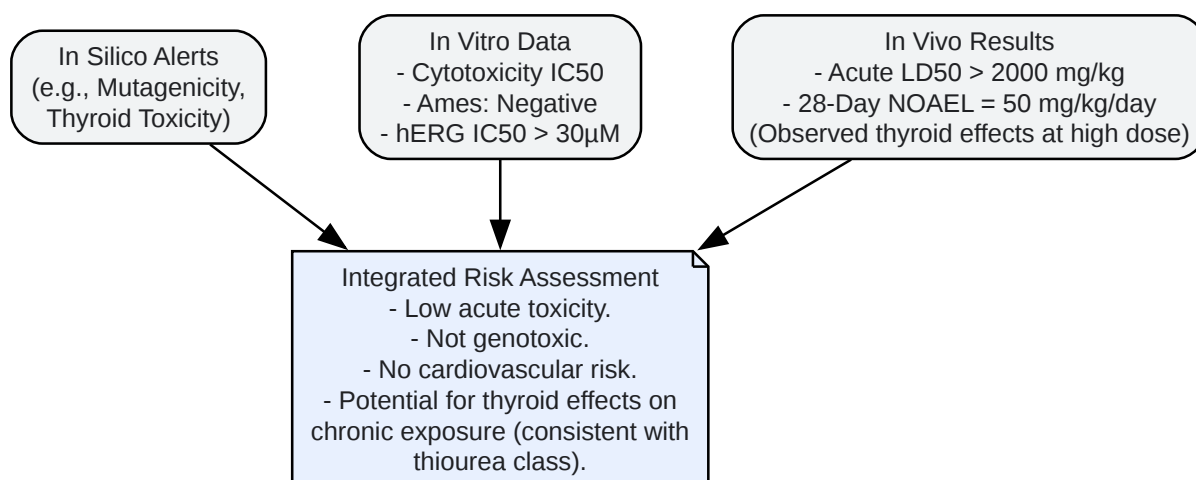 In Silico Alerts
(e.g., Mutagenicity,
Thyroid Toxicity)
In Vitro Data
- Cytotoxicity IC50
- Ames: Negative
- hERG IC50 > 30µM
In Vivo Results
- Acute LD50 > 2000 mg/kg
- 28-Day NOAEL = 50 mg/kg/day
(Observed thyroid effects at high dose)
Integrated Risk Assessment
- Low acute toxicity.
- Not genotoxic.
- No cardiovascular risk.
- Potential for thyroid effects on
chronic exposure (consistent with
thiourea class).